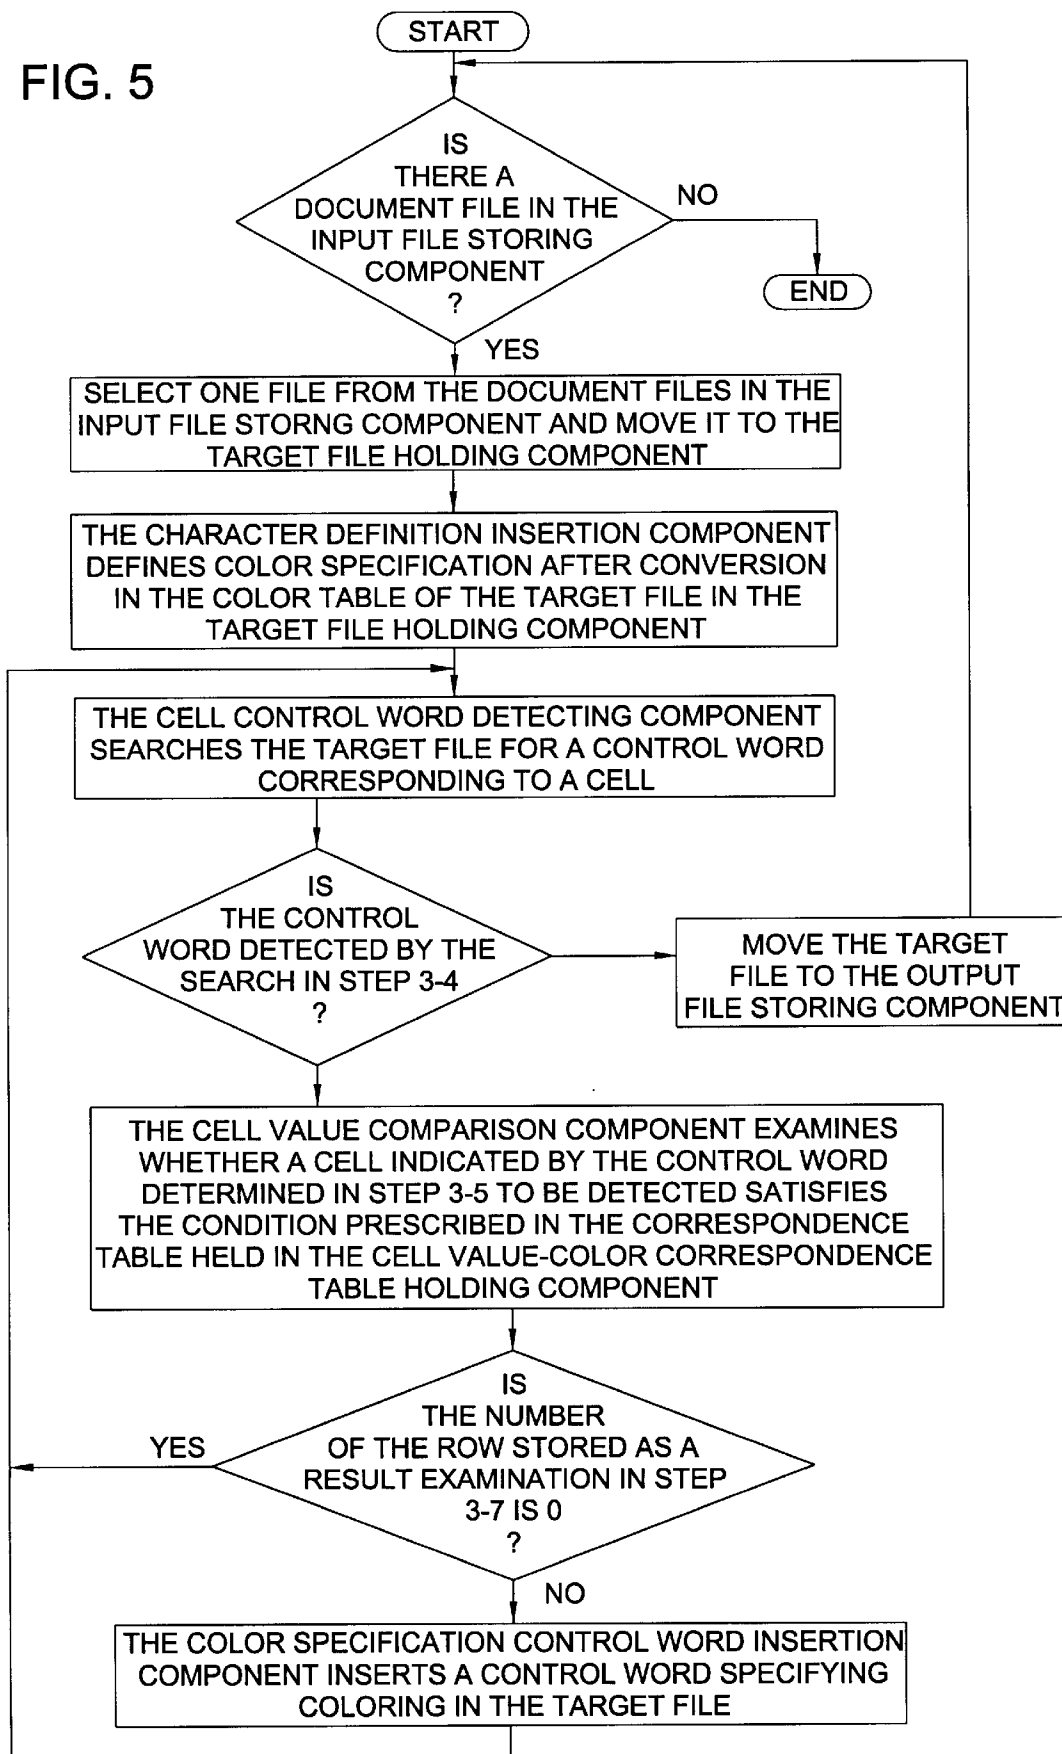 START
FIG. 5
IS
THERE A
DOCUMENT FILE IN THE
INPUT FILE STORING
COMPONENT
?
NO
END
YES
SELECT ONE FILE FROM THE DOCUMENT FILES IN THE
INPUT FILE STORNG COMPONENT AND MOVE IT TO THE
TARGET FILE HOLDING COMPONENT
THE CHARACTER DEFINITION INSERTION COMPONENT
DEFINES COLOR SPECIFICATION AFTER CONVERSION
IN THE COLOR TABLE OF THE TARGET FILE IN THE
TARGET FILE HOLDING COMPONENT
THE CELL CONTROL WORD DETECTING COMPONENT
SEARCHES THE TARGET FILE FOR A CONTROL WORD
CORRESPONDING TO A CELL
IS
THE CONTROL
WORD DETECTED BY THE
SEARCH IN STEP 3-4
?
MOVE THE TARGET
FILE TO THE OUTPUT
FILE STORING COMPONENT
THE CELL VALUE COMPARISON COMPONENT EXAMINES
WHETHER A CELL INDICATED BY THE CONTROL WORD
DETERMINED IN STEP 3-5 TO BE DETECTED SATISFIES
THE CONDITION PRESCRIBED IN THE CORRESPONDENCE
TABLE HELD IN THE CELL VALUE-COLOR CORRESPONDENCE
TABLE HOLDING COMPONENT
IS
THE NUMBER
OF THE ROW STORED AS A
RESULT EXAMINATION IN STEP
3-7 IS 0
?
YES
NO
THE COLOR SPECIFICATION CONTROL WORD INSERTION
COMPONENT INSERTS A CONTROL WORD SPECIFYING
COLORING IN THE TARGET FILE